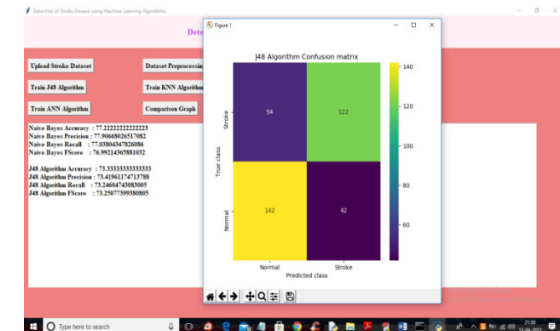 Detection of Stroke Disease using Machine Learning Algorithms
Dete
Upload Stroke Dataset
Dataset Preprocessin
Train J48 Algorithm
Train KNN Algorithm
Train ANN Algorithm
Comparison Graph
Naive Bayes Accuracy : 77.22222222222223
Naive Bayes Precision : 77.90668026517082
Naive Bayes Recall : 77.03804347826086
Naive Bayes FScore : 76.99214365881032
J48 Algorithm Accuracy : 73.33333333333333
J48 Algorithm Precision : 73.41961174713788
J48 Algorithm Recall : 73.24604743083005
J48 Algorithm FScore : 73.25077399380805
Figure 1
J48 Algorithm Confusion matrix
True class
Stroke
Normal
54
122
142
42
Normal
Stroke
Predicted class
140
120
100
80
60
Type here to search
21:30